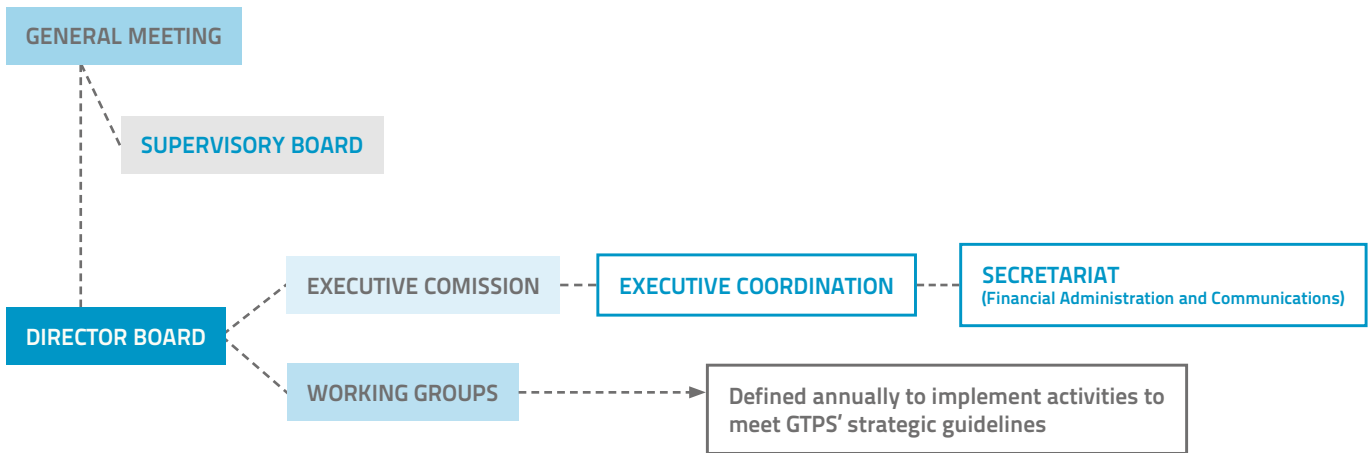 GENERAL MEETING
SUPERVISORY BOARD
DIRECTOR BOARD
EXECUTIVE COMISSION
EXECUTIVE COORDINATION
SECRETARIAT
(Financial Administration and Communications)
WORKING GROUPS
Defined annually to implement activities to
meet GTPS’ strategic guidelines